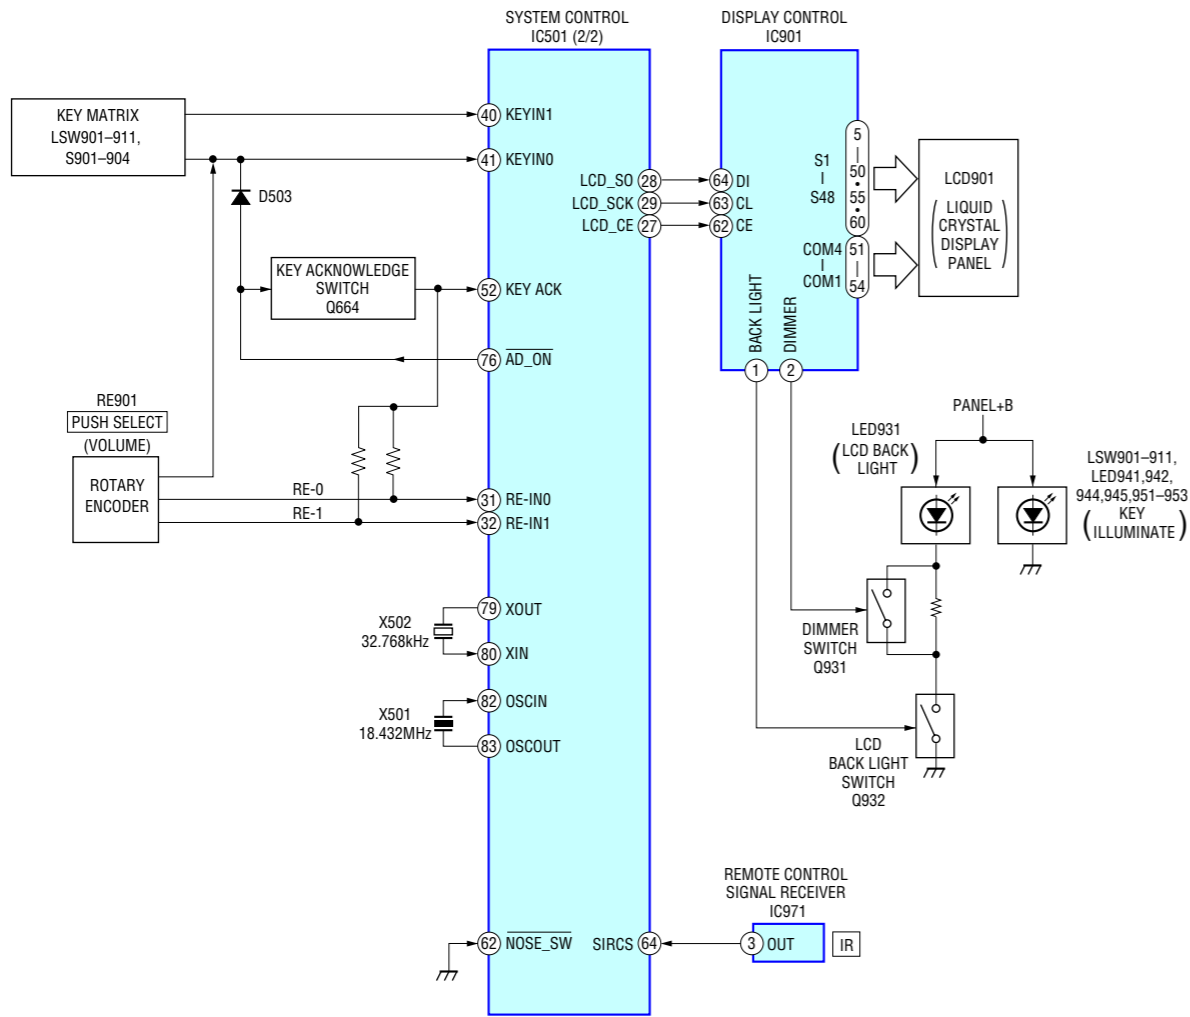 SYSTEM CONTROL
IC501 (2/2)
DISPLAY CONTROL
IC901
KEY MATRIX
LSW901–911,
S901–904
40 KEYIN1
41 KEYIN0
D503
KEY ACKNOWLEDGE
SWITCH
Q664
52 KEY ACK
76 AD_ON
RE901
PUSH SELECT
(VOLUME)
ROTARY
ENCODER
RE-0
RE-1
31 RE-IN0
32 RE-IN1
X502
32.768kHz
79 XOUT
80 XIN
X501
18.432MHz
82 OSCIN
83 OSCOUT
62 NOSE_SW
LCD_SO 28
LCD_SCK 29
LCD_CE 27
64 DI
63 CL
62 CE
S1
|
S48
5
|
50
•
55
•
60
COM4
|
COM1
51
|
54
LCD901
(LIQUID
CRYSTAL
DISPLAY
PANEL)
BACK LIGHT
DIMMER
1
2
PANEL+B
LED931
(LCD BACK
LIGHT)
LSW901–911,
LED941,942,
944,945,951–953
(KEY
ILLUMINATE)
DIMMER
SWITCH
Q931
LCD
BACK LIGHT
SWITCH
Q932
REMOTE CONTROL
SIGNAL RECEIVER
IC971
SIRCS 64
3 OUT
IR